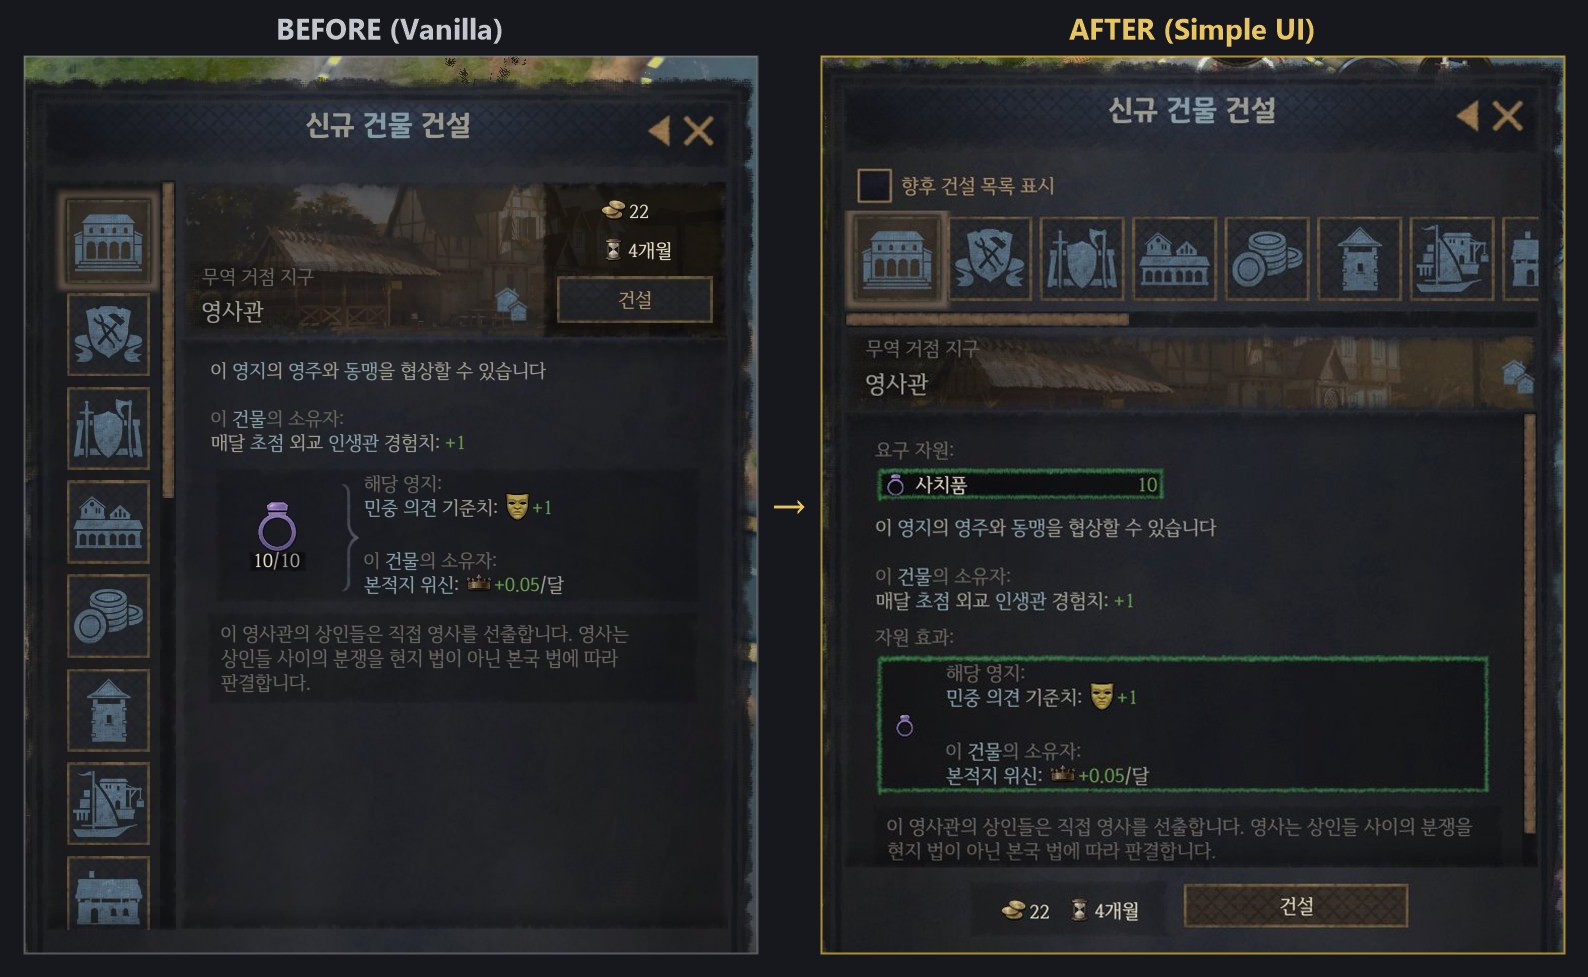 BEFORE (Vanilla)
신규 건물 건설
22
4개월
건설
무역 거점 지구
영사관
이 영지의 영주와 동맹을 협상할 수 있습니다
이 건물의 소유자:
매달 초점 외교 인생관 경험치: +1
10/10
해당 영지:
민중 의견 기준치: +1
이 건물의 소유자:
본적지 위신: +0.05/달
이 영사관의 상인들은 직접 영사를 선출합니다. 영사는
상인들 사이의 분쟁을 현지 법이 아닌 본국 법에 따라
판결합니다.
→
AFTER (Simple UI)
신규 건물 건설
향후 건설 목록 표시
무역 거점 지구
영사관
요구 자원:
사치품 10
이 영지의 영주와 동맹을 협상할 수 있습니다
이 건물의 소유자:
매달 초점 외교 인생관 경험치: +1
자원 효과:
해당 영지:
민중 의견 기준치: +1
이 건물의 소유자:
본적지 위신: +0.05/달
이 영사관의 상인들은 직접 영사를 선출합니다. 영사는 상인들 사이의 분쟁을
현지 법이 아닌 본국 법에 따라 판결합니다.
22 4개월 건설